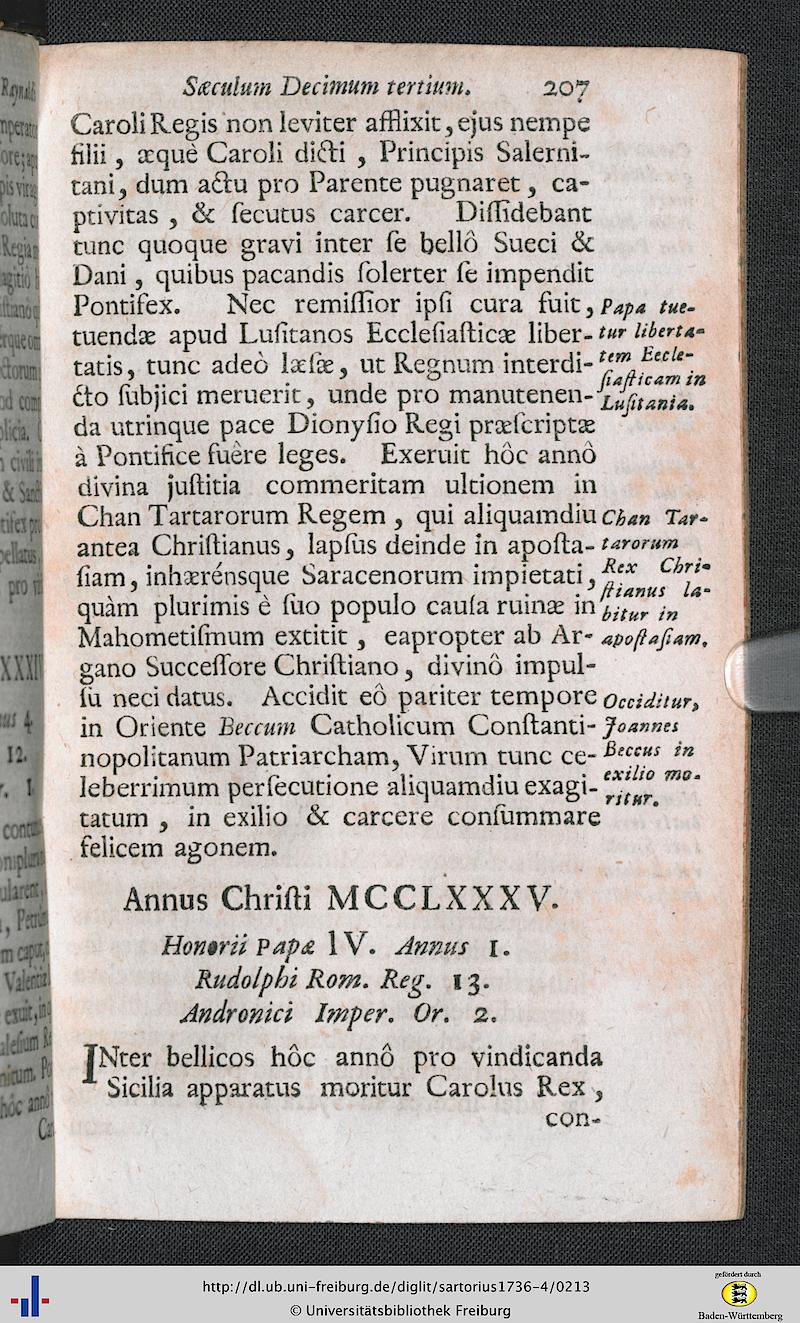 Sæculum Decimum tertium. 207
Caroli Regis non leviter afflixit, ejus nempe
filii, æquè Caroli dicti, Principis Salerni-
tani, dum actu pro Parente pugnaret, ca-
ptivitas, & ſecutus carcer. Diſſidebant
tunc quoque gravi inter ſe bellô Sueci &
Dani, quibus pacandis ſolerter ſe impendit
Pontifex. Nec remiſſior ipſi cura fuit,
tuendæ apud Luſitanos Eccleſiaſticæ liber-
tatis, tunc adeò læſæ, ut Regnum interdi-
cto ſubjici meruerit, unde pro manutenen-
da utrinque pace Dionyſio Regi præſcriptæ
à Pontifice fuêre leges. Exeruit hôc annô
divina juſtitia commeritam ultionem in
Chan Tartarorum Regem, qui aliquamdiu
antea Chriſtianus, lapſus deinde in apoſta-
ſiam, inhærénsque Saracenorum impietati,
quàm plurimis è ſuo populo cauſa ruinæ in
Mahometiſmum extitit, eapropter ab Ar-
gano Succeſſore Chriſtiano, divinô impul-
ſu neci datus. Accidit eô pariter tempore
in Oriente Beccum Catholicum Conſtanti-
nopolitanum Patriarcham, Virum tunc ce-
leberrimum perſecutione aliquamdiu exagi-
tatum, in exilio & carcere conſummare
felicem agonem.
Papa tue-
tur liberta-
tem Eccle-
ſiaſticam in
Luſitania.
Chan Tar-
tarorum
Rex Chri-
ſtianus la-
bitur in
apoſtaſiam.
Occiditur,
Joannes
Beccus in
exilio mo-
ritur.
Annus Chriſti MCCLXXXV.
Honorii Papæ IV. Annus 1.
Rudolphi Rom. Reg. 13.
Andronici Imper. Or. 2.
INter bellicos hôc annô pro vindicanda
Sicilia apparatus moritur Carolus Rex,
con-
http://dl.ub.uni-freiburg.de/diglit/sartorius1736-4/0213
© Universitätsbibliothek Freiburg
gefördert durch
Baden-Württemberg